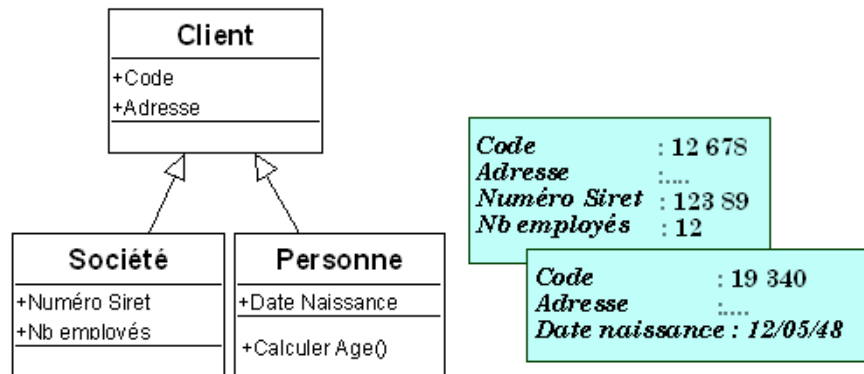 Client
+Code
+Adresse
Société
+Numéro Siret
+Nb employés
Personne
+Date Naissance
+Calculer Age()
Code : 12 678
Adresse :....
Numéro Siret : 123 89
Nb employés : 12
Code : 19 340
Adresse :....
Date naissance : 12/05/48